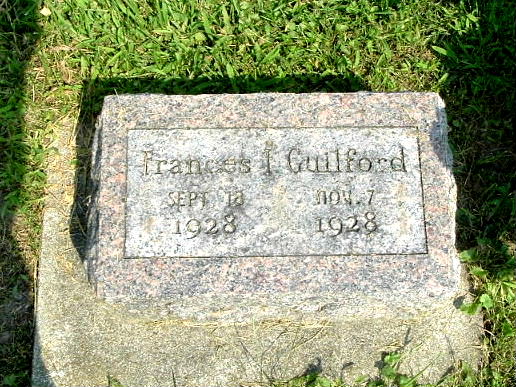 Frances I Guilford
SEPT. 18 NOV. 7
1928 1928